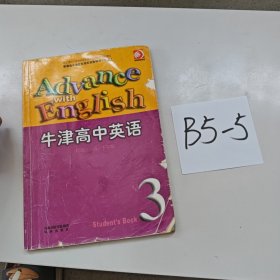 Advance
with
English
牛津高中英语
Student's Book
3
B5-5